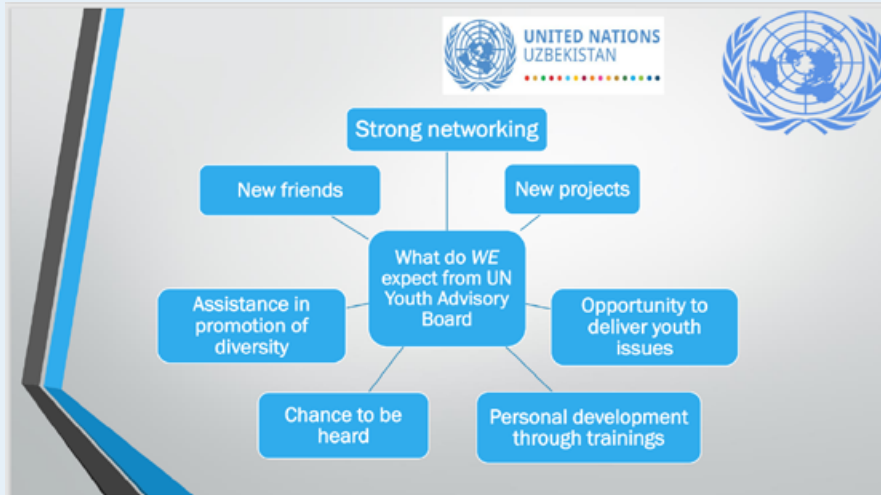 UNITED NATIONS
UZBEKISTAN
Strong networking
New friends
New projects
What do WE
expect from UN
Youth Advisory
Board
Assistance in
promotion of
diversity
Opportunity to
deliver youth
issues
Chance to be
heard
Personal development
through trainings